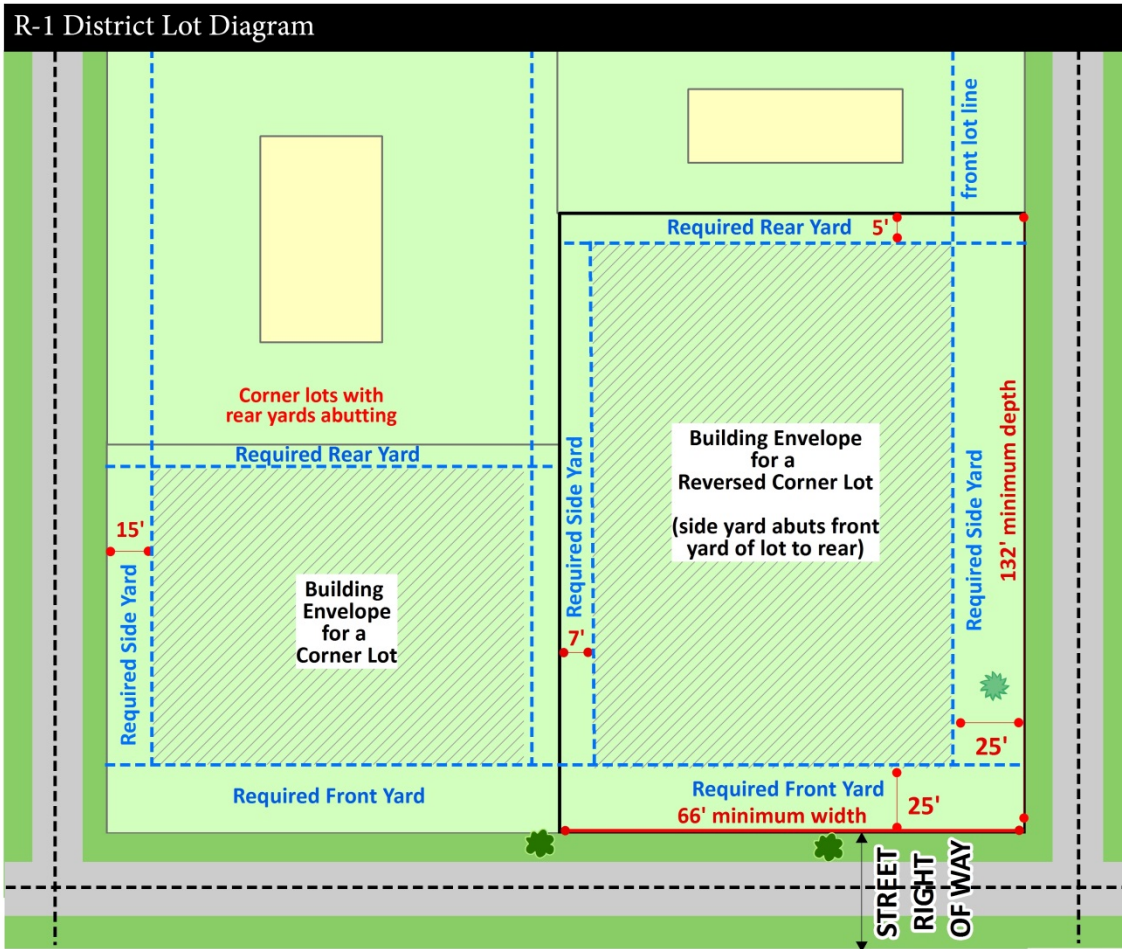 R-1 District Lot Diagram
front lot line
Required Rear Yard
5'
Corner lots with
rear yards abutting
Required Rear Yard
15'
Required Side Yard
Building
Envelope
for a
Corner Lot
Required Side Yard
7'
Building Envelope
for a
Reversed Corner Lot
(side yard abuts front
yard of lot to rear)
Required Side Yard
132' minimum depth
25'
Required Front Yard
Required Front Yard
25'
66' minimum width
STREET
RIGHT
OF WAY